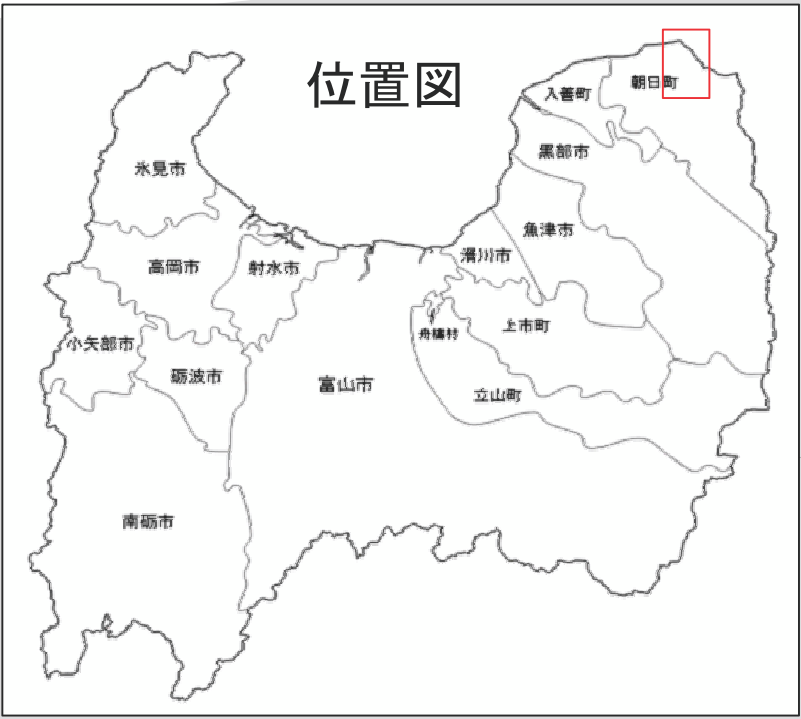 位置図
朝日町
入善町
黒部市
氷見市
魚津市
滑川市
高岡市
射水市
上市町
舟橋村
小矢部市
砺波市
富山市
立山町
南砺市